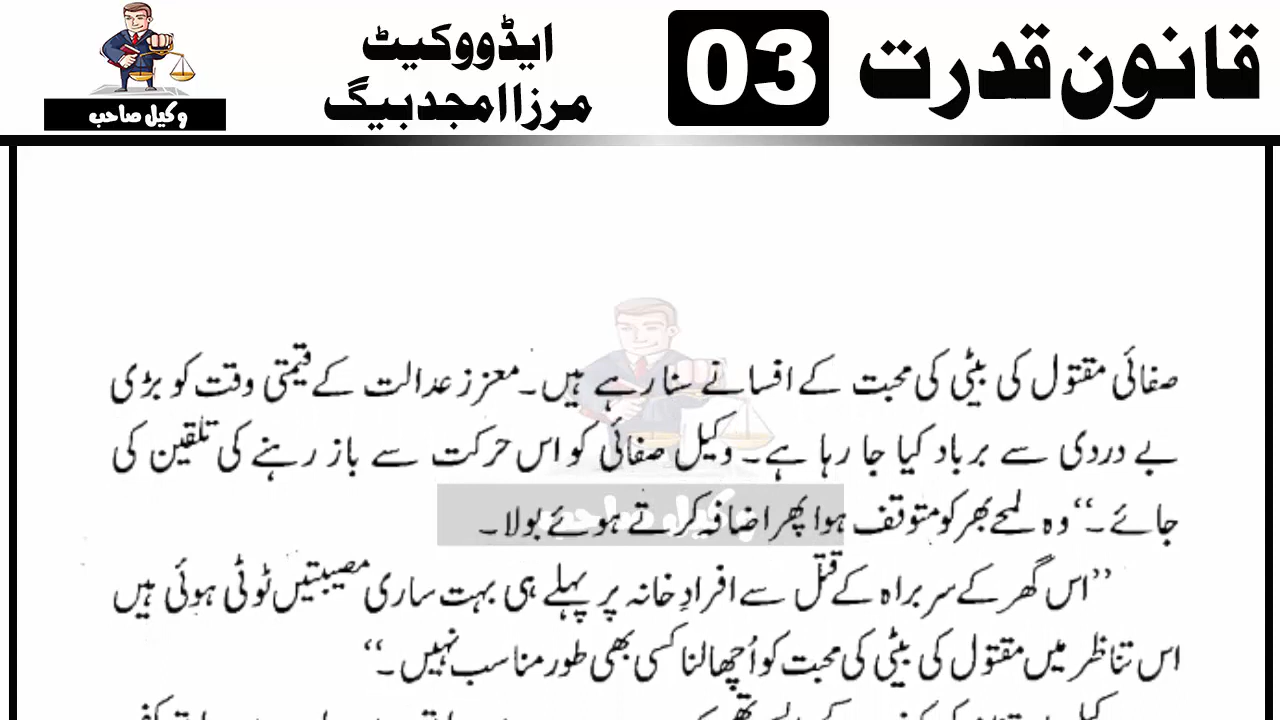 قانون قدرت 03
ایڈووکیٹ
مرزا امجد بیگ
وکیل صاحب
صفائی مقتول کی بیٹی کی محبت کے افسانے سنا رہے ہیں۔ معزز عدالت کے قیمتی وقت کو بڑی
بے دردی سے برباد کیا جا رہا ہے۔ وکیل صفائی کو اس حرکت سے باز رہنے کی تلقین کی
جائے۔‘‘ وہ لمحے بھر کو متوقف ہوا پھر اضافہ کرتے ہوئے بولا۔
’’اس گھر کے سربراہ کے قتل سے افرادِ خانہ پر پہلے ہی بہت ساری مصیبتیں ٹوٹی ہوئی ہیں
اس تناظر میں مقتول کی بیٹی کی محبت کو اُچھالنا کسی بھی طور مناسب نہیں۔‘‘